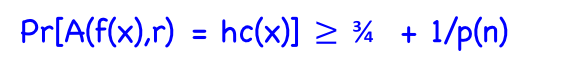 Pr[A(f(x),r) = hc(x)] ≥ ¾ + 1/p(n)